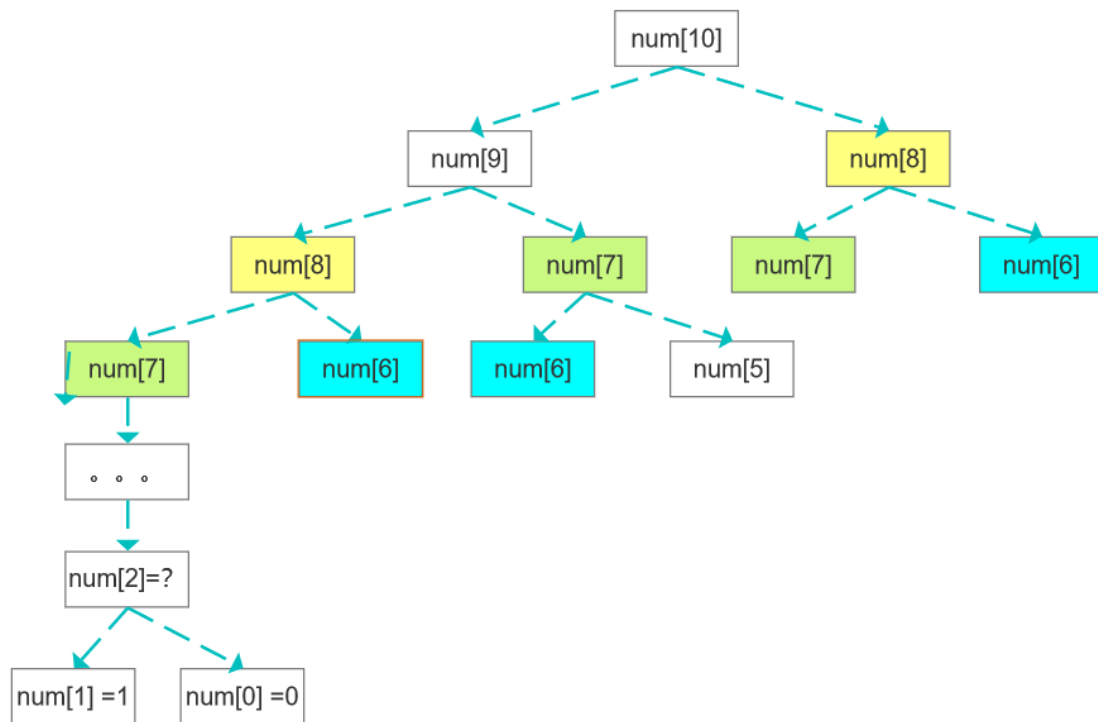 num[10]
num[9]
num[8]
num[8]
num[7]
num[7]
num[6]
num[7]
num[6]
num[6]
num[5]
。。。
num[2]=?
num[1] =1
num[0] =0